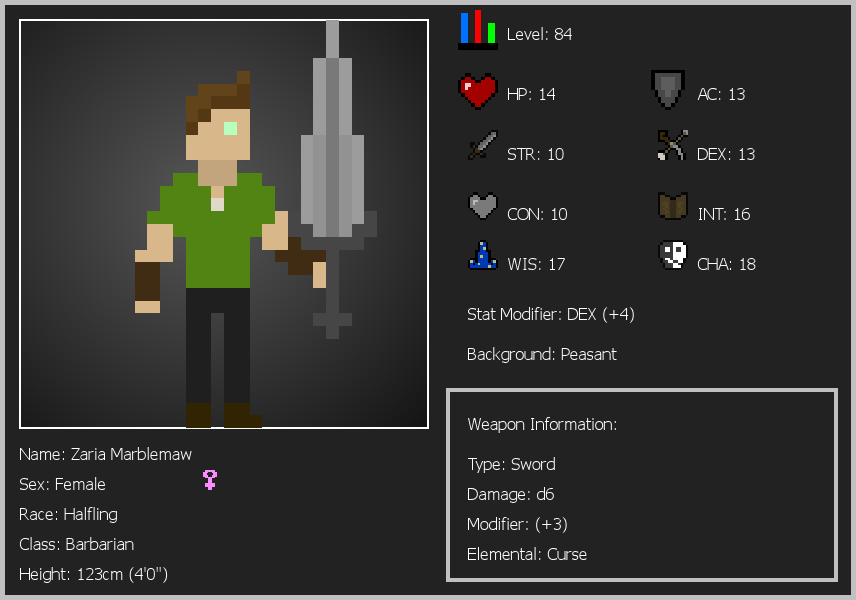 Level: 84
HP: 14
AC: 13
STR: 10
DEX: 13
CON: 10
INT: 16
WIS: 17
CHA: 18
Stat Modifier: DEX (+4)
Background: Peasant
Weapon Information:
Type: Sword
Damage: d6
Modifier: (+3)
Elemental: Curse
Name: Zaria Marblemaw
Sex: Female
Race: Halfling
Class: Barbarian
Height: 123cm (4'0")